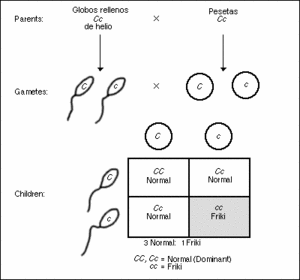 Globos rellenos
de helio
Pesetas
Parents: Cc × Cc
Gametes: C c × C c
C c
Children:
CC Cc
Normal Normal
Cc cc
Normal Friki
3 Normal: 1 Friki
CC, Cc = Normal (Dominant)
cc = Friki